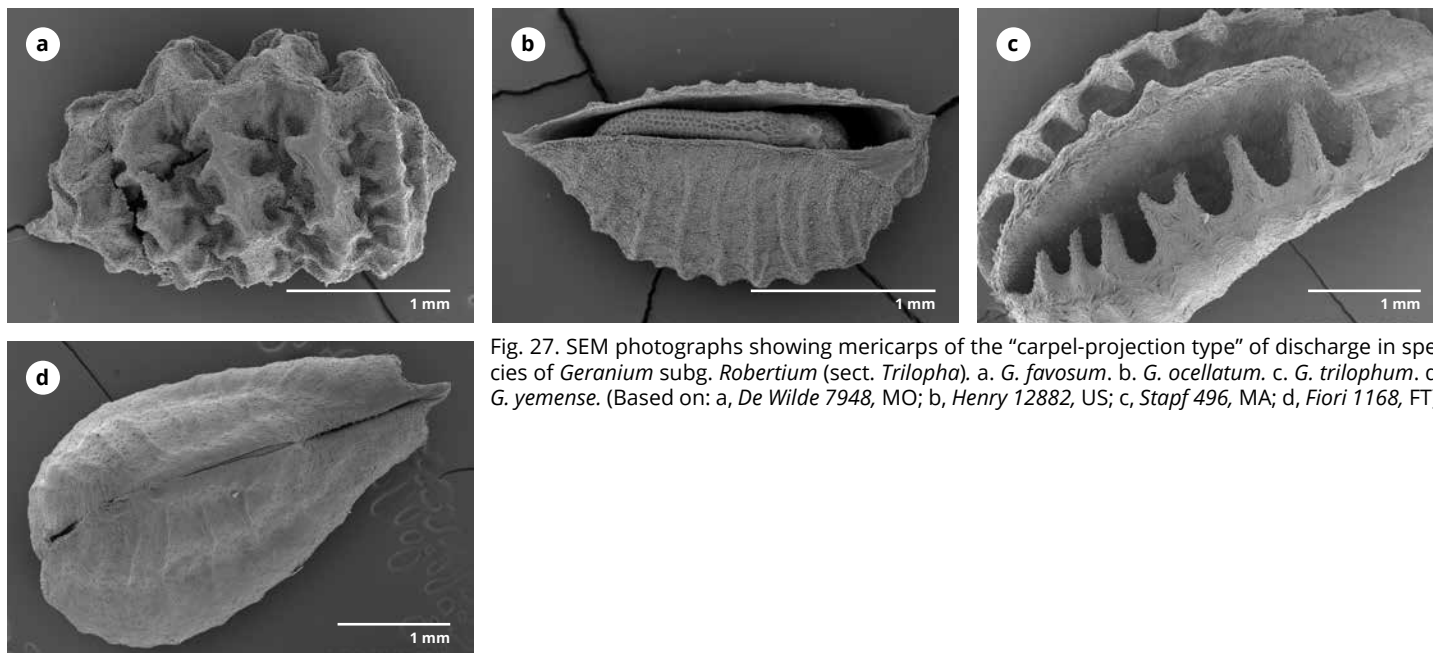 a
b
c
1 mm
1 mm
1 mm
d
1 mm
Fig. 27. SEM photographs showing mericarps of the “carpel-projection type” of discharge in spe
cies of Geranium subg. Robertium (sect. Trilopha). a. G. favosum. b. G. ocellatum. c. G. trilophum.
G. yemense. (Based on: a, De Wilde 7948, MO; b, Henry 12882, US; c, Stapf 496, MA; d, Fiori 1168, FT